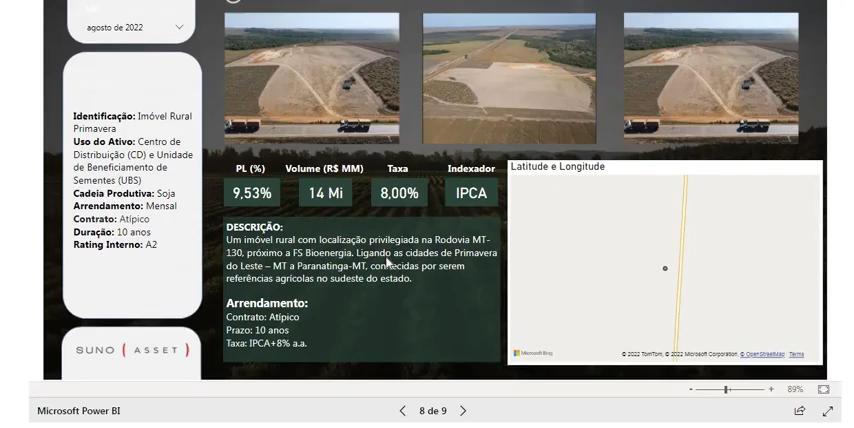 agosto de 2022
Identificação: Imóvel Rural
Primavera
Uso do Ativo: Centro de
Distribuição (CD) e Unidade
de Beneficiamento de
Sementes (UBS)
Cadeia Produtiva: Soja
Arrendamento: Mensal
Contrato: Atípico
Duração: 10 anos
Rating Interno: A2
SUNO ( ASSET )
PL (%) Volume (R$ MM) Taxa Indexador
9,53% 14 Mi 8,00% IPCA
DESCRIÇÃO:
Um imóvel rural com localização privilegiada na Rodovia MT-
130, próximo a FS Bioenergia. Ligando as cidades de Primavera
do Leste – MT a Paranatinga-MT, conhecidas por serem
referências agrícolas no sudeste do estado.
Arrendamento:
Contrato: Atípico
Prazo: 10 anos
Taxa: IPCA+8% a.a.
Latitude e Longitude
Microsoft Bing
© 2022 TomTom, © 2022 Microsoft Corporation, © OpenStreetMap Terms
- + 89%
Microsoft Power BI
8 de 9